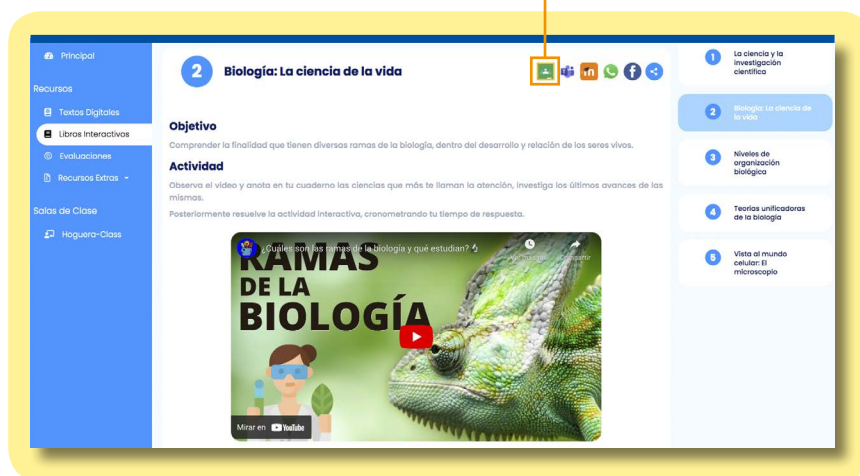 Principal
Recursos
Textos Digitales
Libros Interactivos
Evaluaciones
Recursos Extras
Salas de Clase
Hoguera-Class
2 Biología: La ciencia de la vida
Objetivo
Comprender la finalidad que tienen diversas ramas de la biología, dentro del desarrollo y relación de los seres vivos.
Actividad
Observa el video y anota en tu cuaderno las ciencias que más te llaman la atención, investiga los últimos avances de las
mismas.
Posteriormente resuelve la actividad interactiva, cronometrando tu tiempo de respuesta.
¿Cuáles son las ramas de la biología y qué estudian?
Compartir
RAMAS
DE LA
BIOLOGÍA
Mirar en YouTube
1 La ciencia y la
investigación
científica
2 Biología: La ciencia de
la vida
3 Niveles de
organización
biológica
4 Teorías unificadoras
de la biología
5 Vista al mundo
celular: El
microscopio